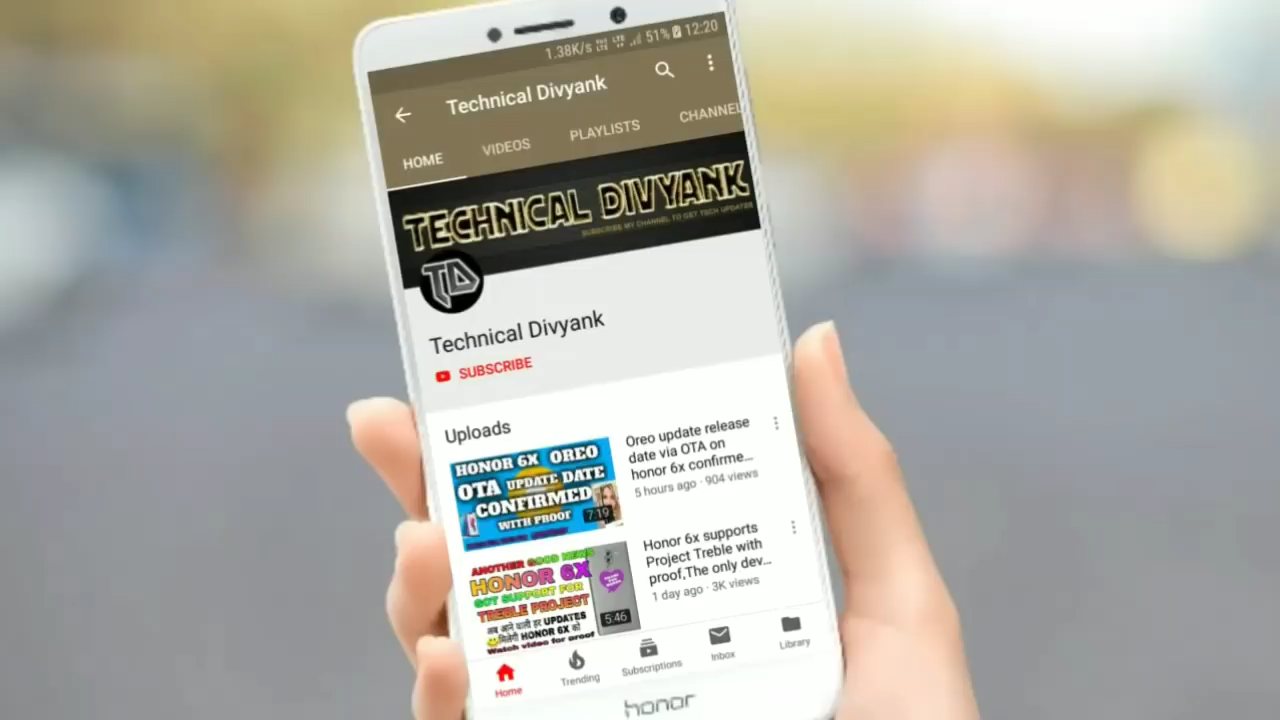 1.38K/s 51% 12:20
Technical Divyank
HOME VIDEOS PLAYLISTS CHANNEL
TECHNICAL DIVYANK
SUBSCRIBE MY CHANNEL TO GET TECH UPDATES
TD
Technical Divyank
SUBSCRIBE
Uploads
HONOR 6X OREO
OTA UPDATE DATE
CONFIRMED
WITH PROOF
7:19
Oreo update release
date via OTA on
honor 6x confirme...
5 hours ago · 904 views
ANOTHER GOOD NEWS
HONOR 6X
GOT SUPPORT FOR
TREBLE PROJECT
अब आने वाली हर UPDATES
मिलेगी HONOR 6X को
Watch video for proof
5:46
Honor 6x supports
Project Treble with
proof,The only dev...
1 day ago · 3K views
Home Trending Subscriptions Inbox Library
honor